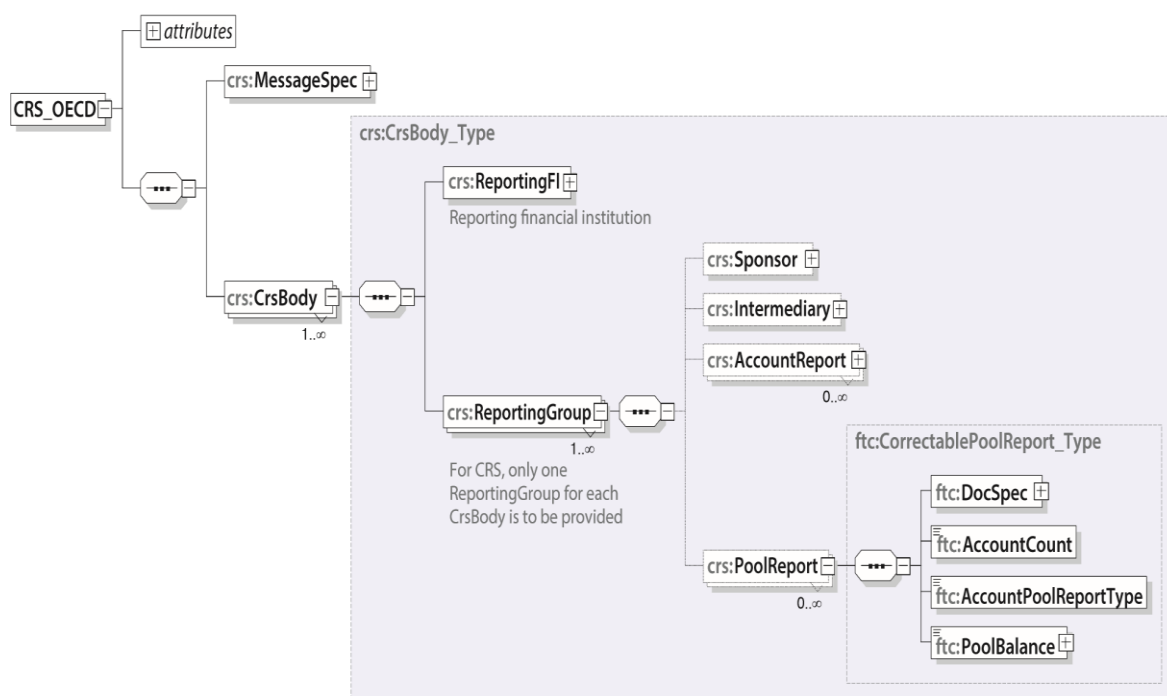 attributes
crs:MessageSpec
CRS_OECD
crs:CrsBody_Type
crs:ReportingFI
Reporting financial institution
crs:Sponsor
crs:CrsBody
1..∞
crs:Intermediary
crs:AccountReport
0..∞
crs:ReportingGroup
1..∞
For CRS, only one
ReportingGroup for each
CrsBody is to be provided
ftc:CorrectablePoolReport_Type
ftc:DocSpec
ftc:AccountCount
crs:PoolReport
0..∞
ftc:AccountPoolReportType
ftc:PoolBalance